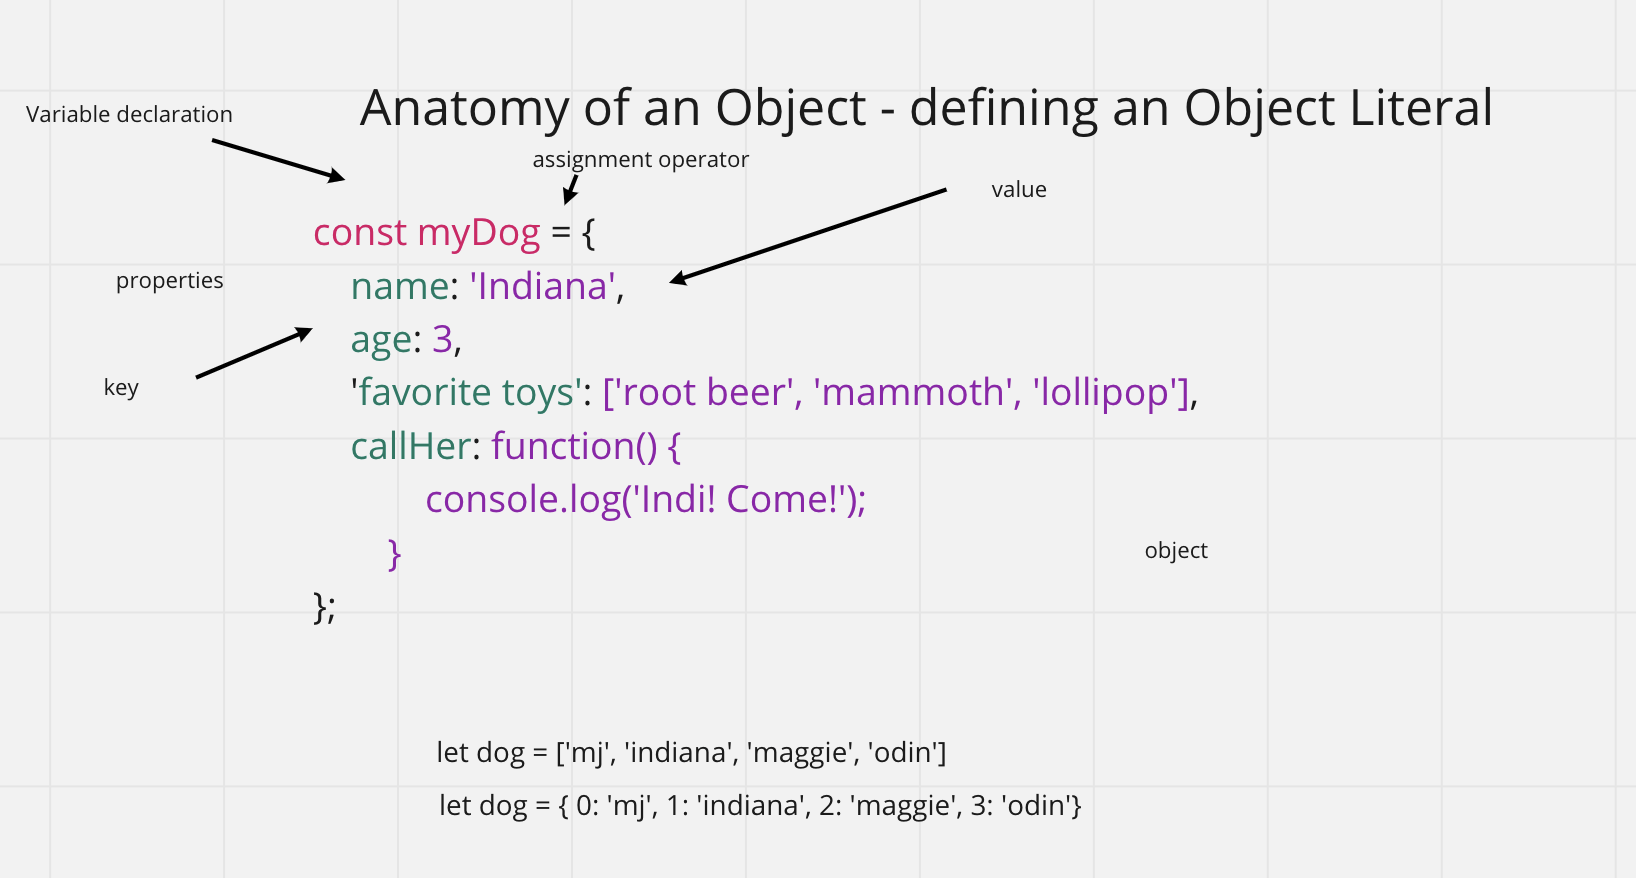 Anatomy of an Object - defining an Object Literal
Variable declaration
assignment operator
value
const myDog = {
properties
name: 'Indiana',
age: 3,
key
'favorite toys': ['root beer', 'mammoth', 'lollipop'],
callHer: function() {
console.log('Indi! Come!');
}
object
};
let dog = ['mj', 'indiana', 'maggie', 'odin']
let dog = { 0: 'mj', 1: 'indiana', 2: 'maggie', 3: 'odin'}